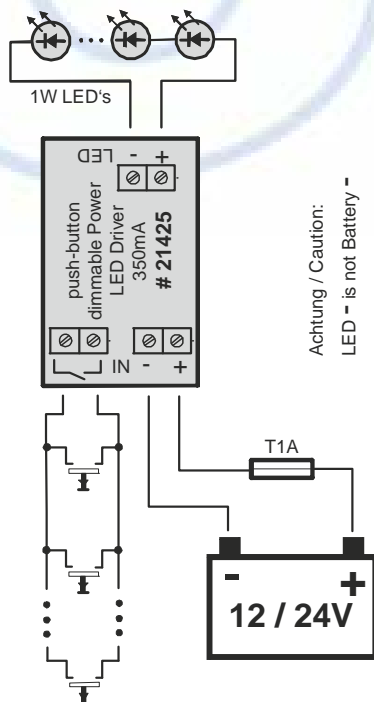 1W LED's
LED - +
push-button
dimmable Power
LED Driver
350mA
# 21425
IN - +
Achtung / Caution:
LED - is not Battery -
T1A
- +
12 / 24V